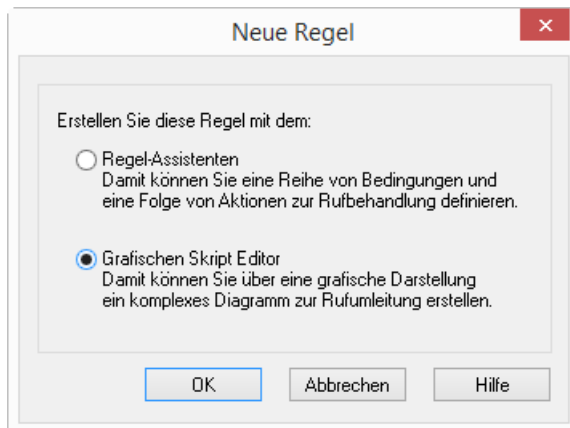 Neue Regel
Erstellen Sie diese Regel mit dem:
Regel-Assistenten
Damit können Sie eine Reihe von Bedingungen und
eine Folge von Aktionen zur Rufbehandlung definieren.
Grafischen Skript Editor
Damit können Sie über eine grafische Darstellung
ein komplexes Diagramm zur Rufumleitung erstellen.
OK Abbrechen Hilfe